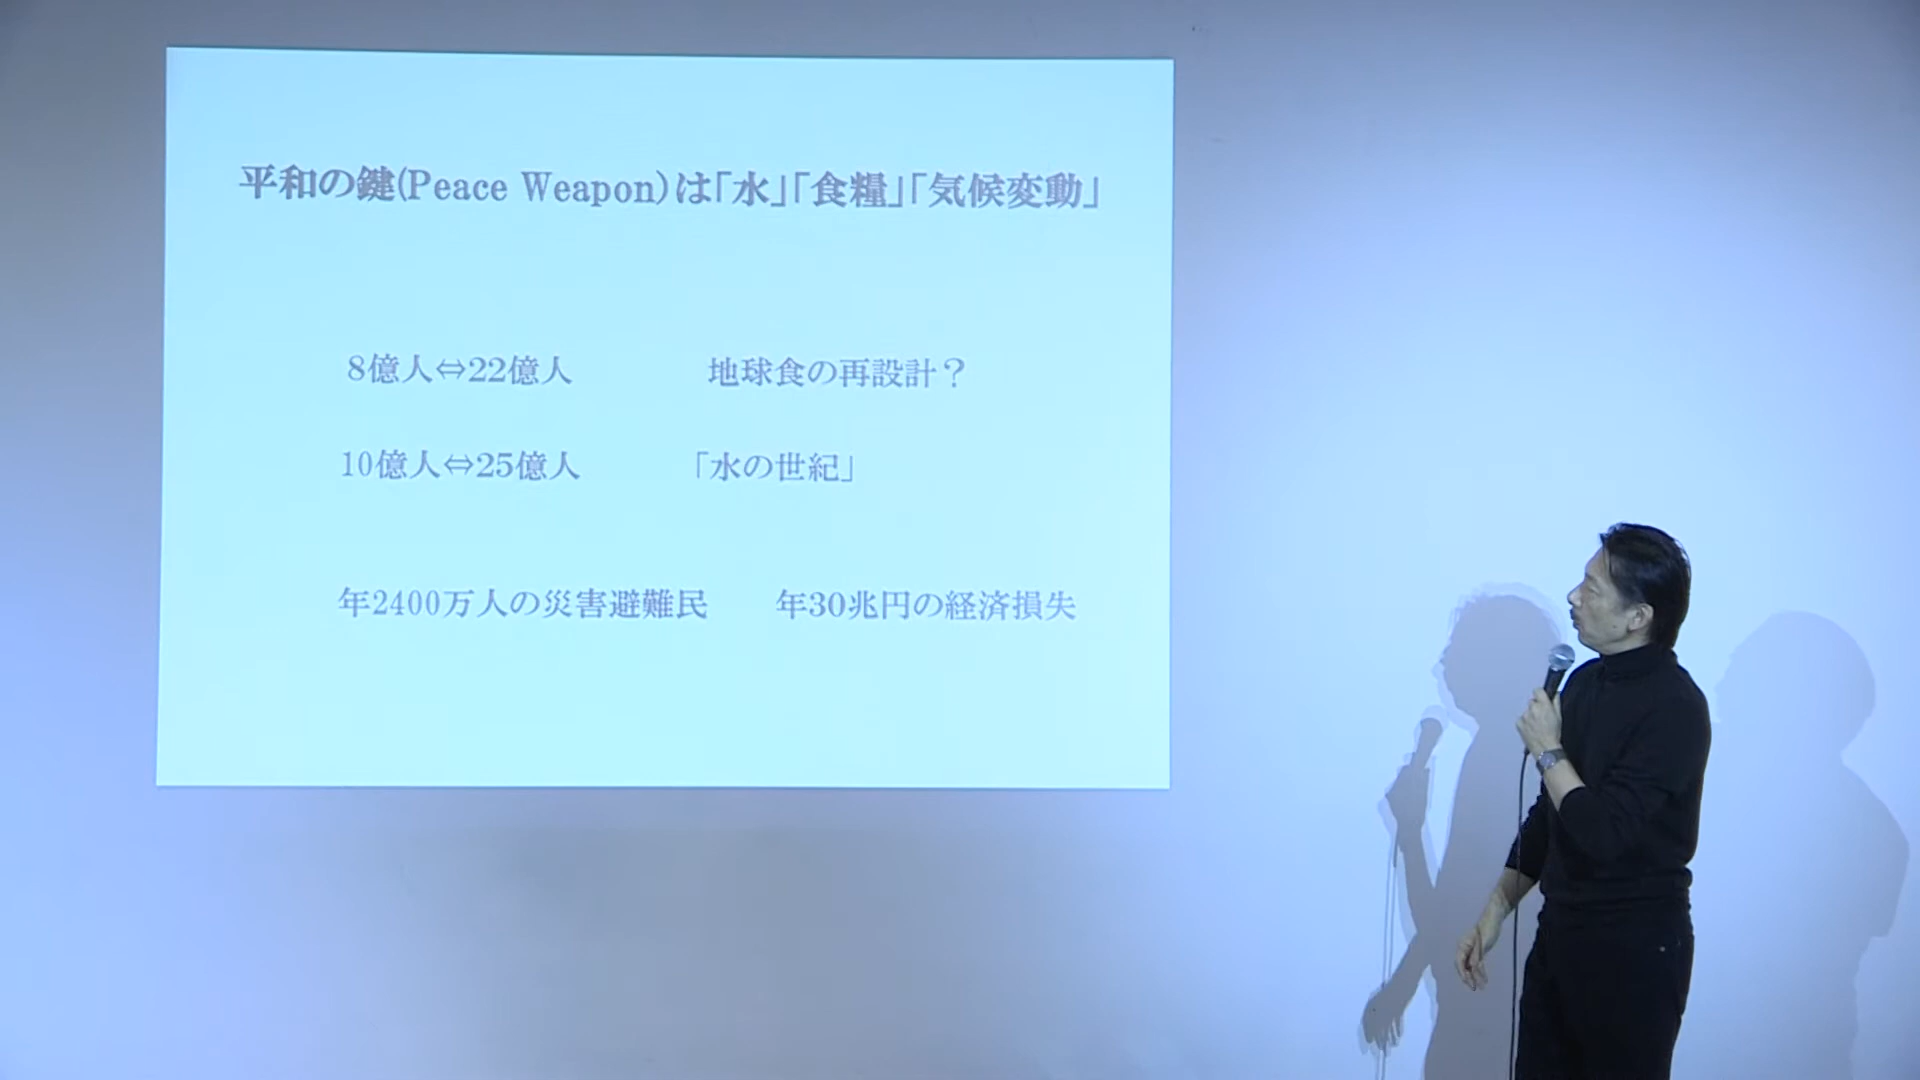 平和の鍵(Peace Weapon)は「水」「食糧」「気候変動」
8億人⇔22億人 地球食の再設計？
10億人⇔25億人 「水の世紀」
年2400万人の災害避難民 年30兆円の経済損失